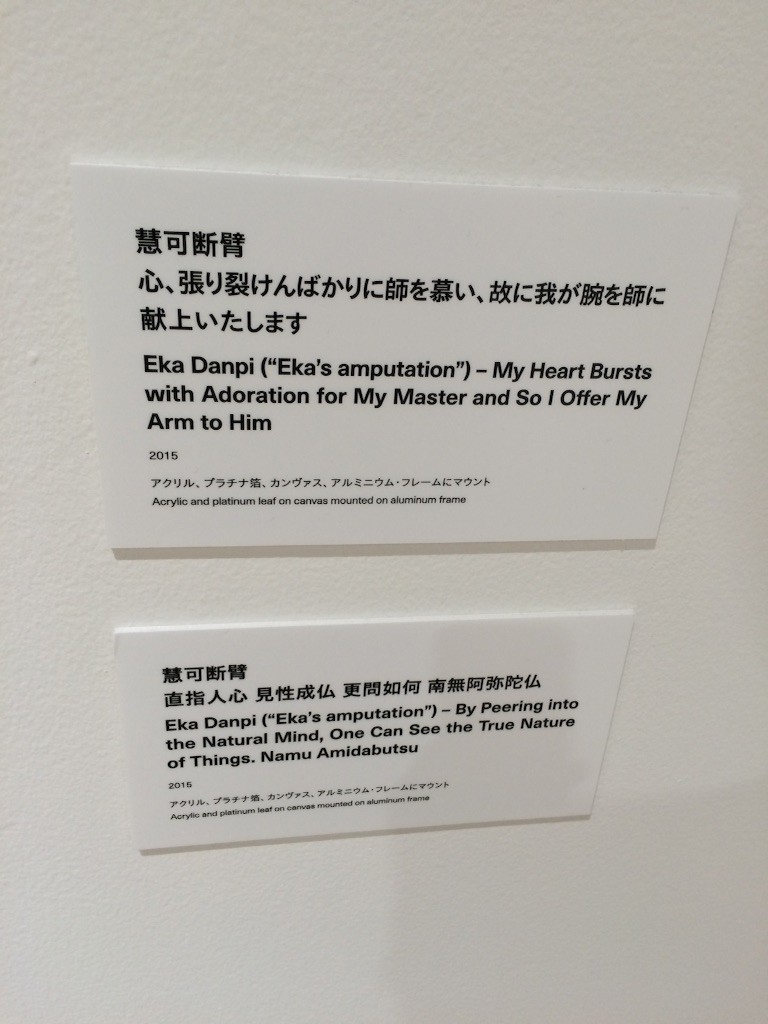 慧可断臂
心、張り裂けんばかりに師を慕い、故に我が腕を師に
献上いたします
Eka Danpi (“Eka’s amputation”) – My Heart Bursts
with Adoration for My Master and So I Offer My
Arm to Him
2015
アクリル、プラチナ箔、カンヴァス、アルミニウム・フレームにマウント
Acrylic and platinum leaf on canvas mounted on aluminum frame
慧可断臂
直指人心 見性成仏 更問如何 南無阿弥陀仏
Eka Danpi (“Eka’s amputation”) – By Peering into
the Natural Mind, One Can See the True Nature
of Things. Namu Amidabutsu
2015
アクリル、プラチナ箔、カンヴァス、アルミニウム・フレームにマウント
Acrylic and platinum leaf on canvas mounted on aluminum frame